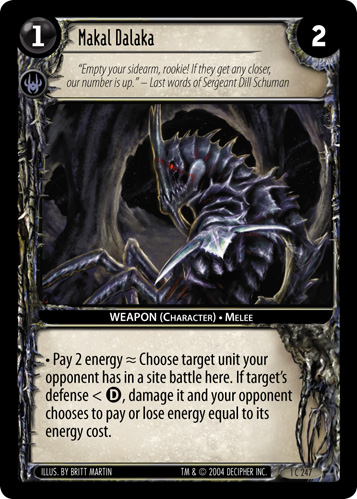 1 Makal Dalaka 2
"Empty your sidearm, rookie! If they get any closer,
our number is up." – Last words of Sergeant Dill Schuman
WEAPON (CHARACTER) • MELEE
• Pay 2 energy ≈ Choose target unit your
opponent has in a site battle here. If target's
defense < D, damage it and your opponent
chooses to pay or lose energy equal to its
energy cost.
ILLUS. BY BRITT MARTIN TM & © 2004 DECIPHER INC. 1 C 247